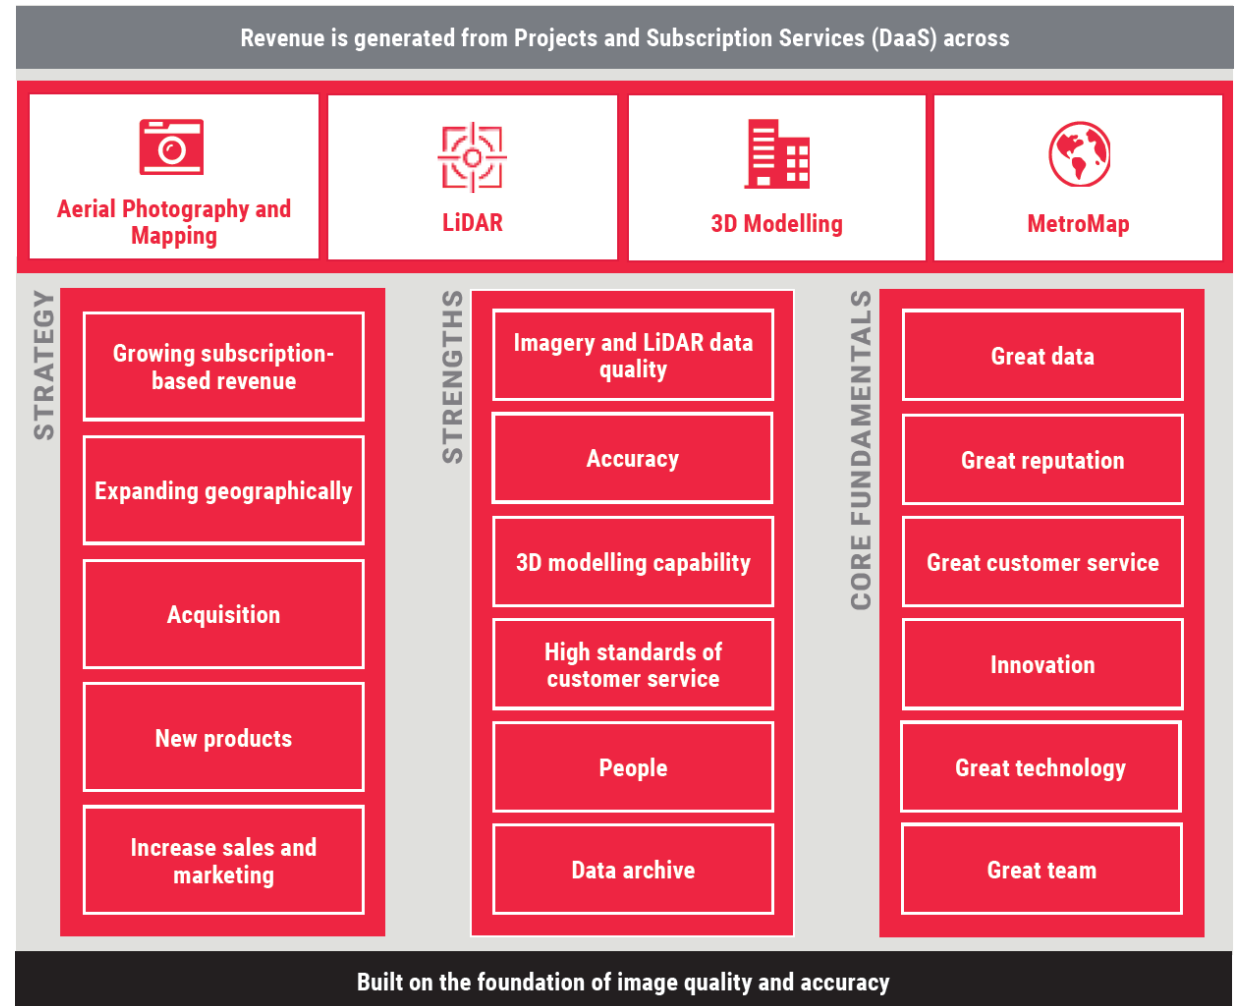 Revenue is generated from Projects and Subscription Services (DaaS) across
Aerial Photography and
Mapping
LiDAR
3D Modelling
MetroMap
STRATEGY
Growing subscription-
based revenue
Expanding geographically
Acquisition
New products
Increase sales and
marketing
STRENGTHS
Imagery and LiDAR data
quality
Accuracy
3D modelling capability
High standards of
customer service
People
Data archive
CORE FUNDAMENTALS
Great data
Great reputation
Great customer service
Innovation
Great technology
Great team
Built on the foundation of image quality and accuracy